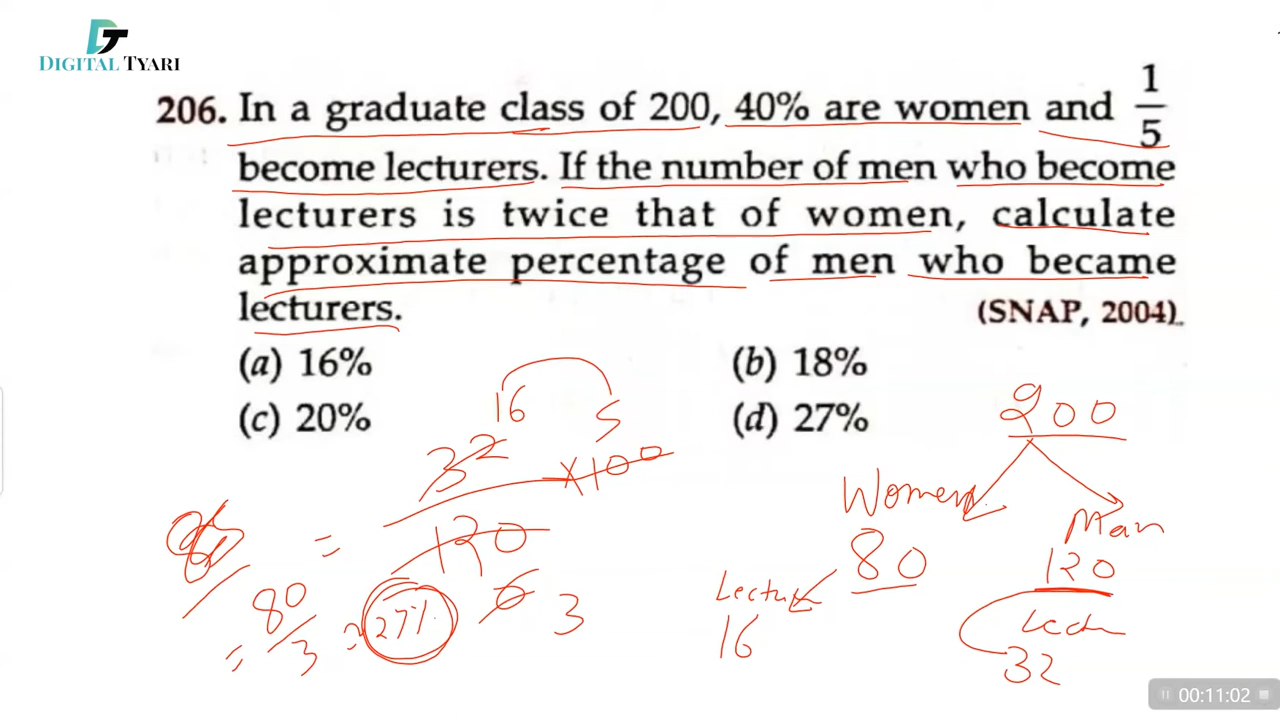 DIGITAL TYARI
206. In a graduate class of 200, 40% are women and 1/5
become lecturers. If the number of men who become
lecturers is twice that of women, calculate
approximate percentage of men who became
lecturers. (SNAP, 2004)
(a) 16% (b) 18%
(c) 20% (d) 27%
16 5
32 ×100
= 120
6 3
= 80/3 = 27%
200
Women Man
80 120
Lectur
16 32
00:11:02